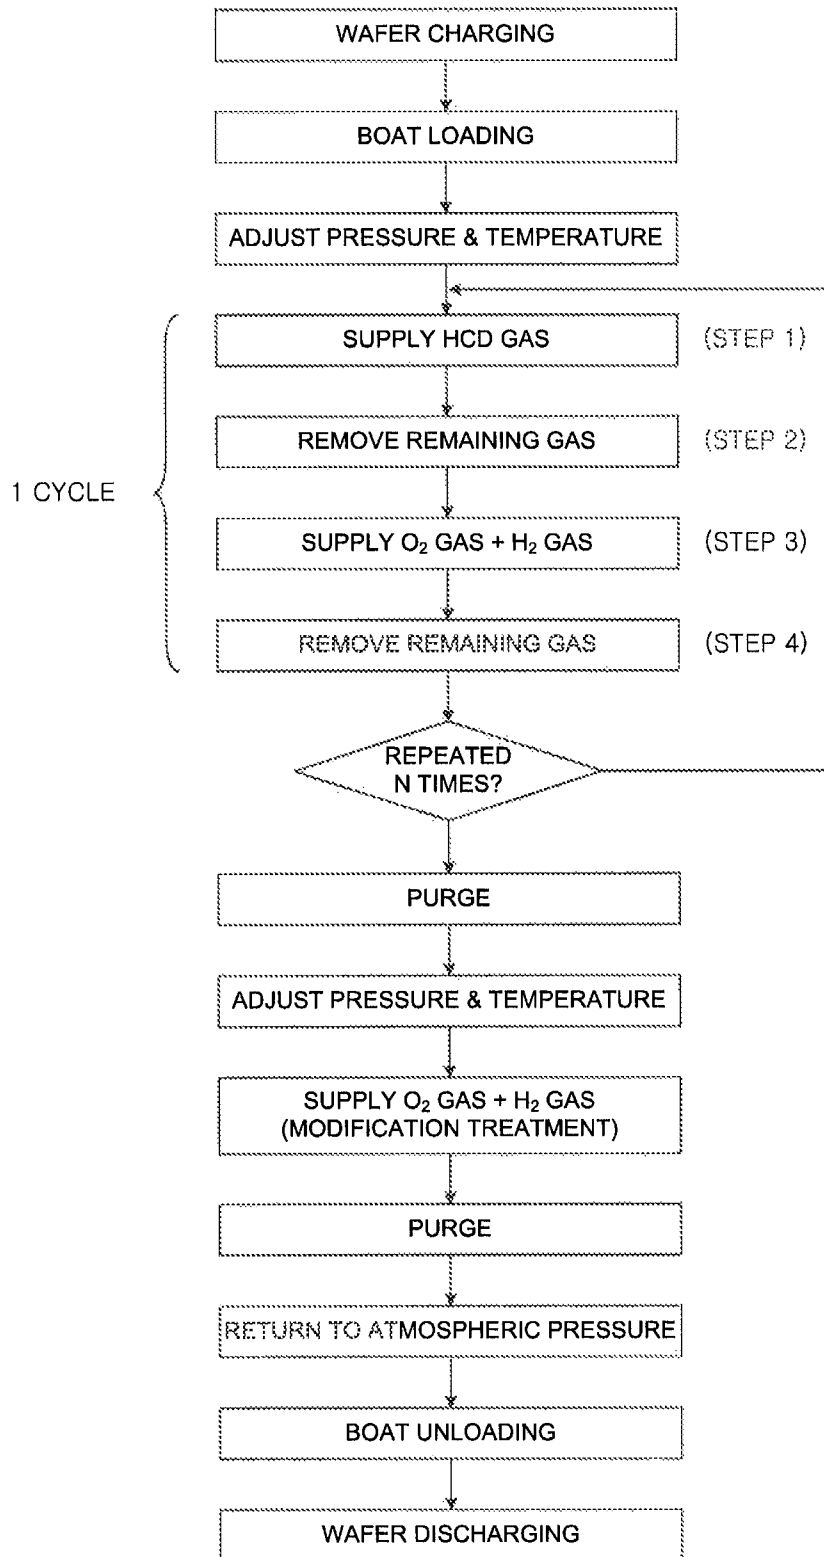 WAFER CHARGING
BOAT LOADING
ADJUST PRESSURE & TEMPERATURE
SUPPLY HCD GAS
(STEP 1)
REMOVE REMAINING GAS
(STEP 2)
1 CYCLE
SUPPLY O₂ GAS + H₂ GAS
(STEP 3)
REMOVE REMAINING GAS
(STEP 4)
REPEATED
N TIMES?
PURGE
ADJUST PRESSURE & TEMPERATURE
SUPPLY O₂ GAS + H₂ GAS
(MODIFICATION TREATMENT)
PURGE
RETURN TO ATMOSPHERIC PRESSURE
BOAT UNLOADING
WAFER DISCHARGING